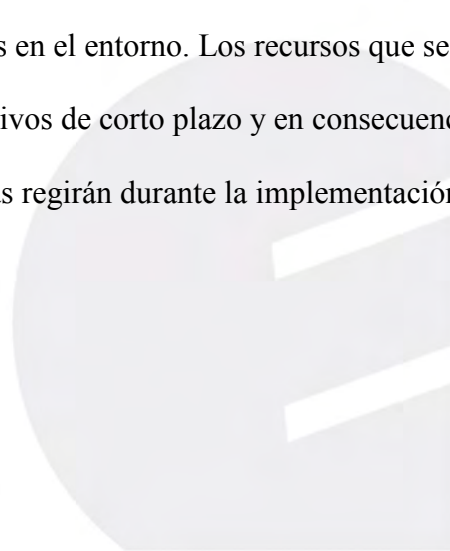 s en el entorno. Los recursos que se
ivos de corto plazo y en consecuenc
s regirán durante la implementación